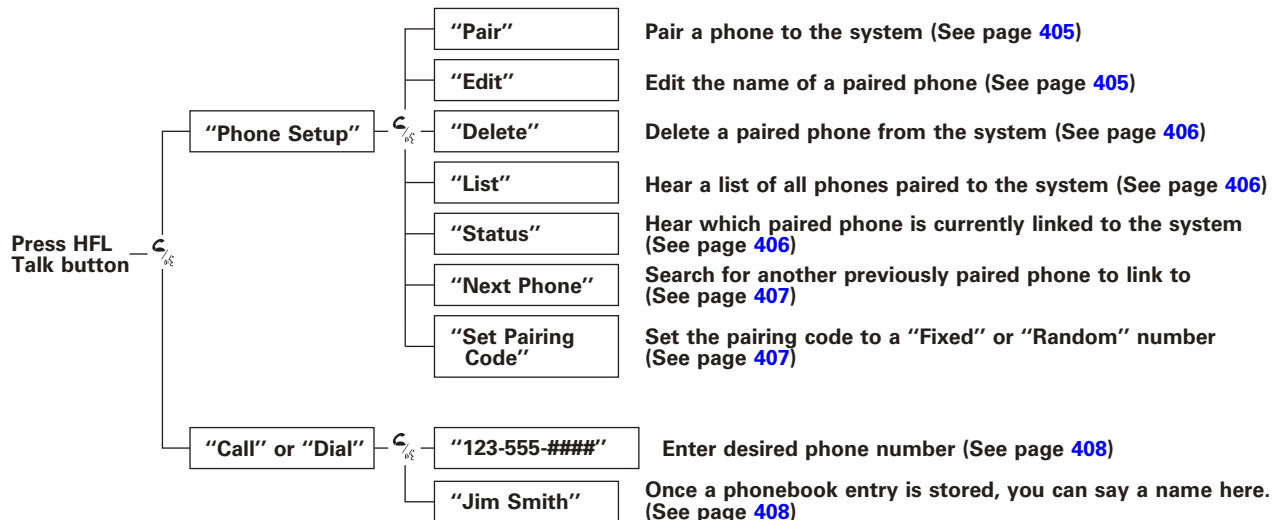 "Pair"
Pair a phone to the system (See page 405)
"Edit"
Edit the name of a paired phone (See page 405)
"Phone Setup"
"Delete"
Delete a paired phone from the system (See page 406)
"List"
Hear a list of all phones paired to the system (See page 406)
Press HFL
Talk button
"Status"
Hear which paired phone is currently linked to the system
(See page 406)
"Next Phone"
Search for another previously paired phone to link to
(See page 407)
"Set Pairing
Code"
Set the pairing code to a "Fixed" or "Random" number
(See page 407)
"Call" or "Dial"
"123-555-####"
Enter desired phone number (See page 408)
"Jim Smith"
Once a phonebook entry is stored, you can say a name here.
(See page 408)